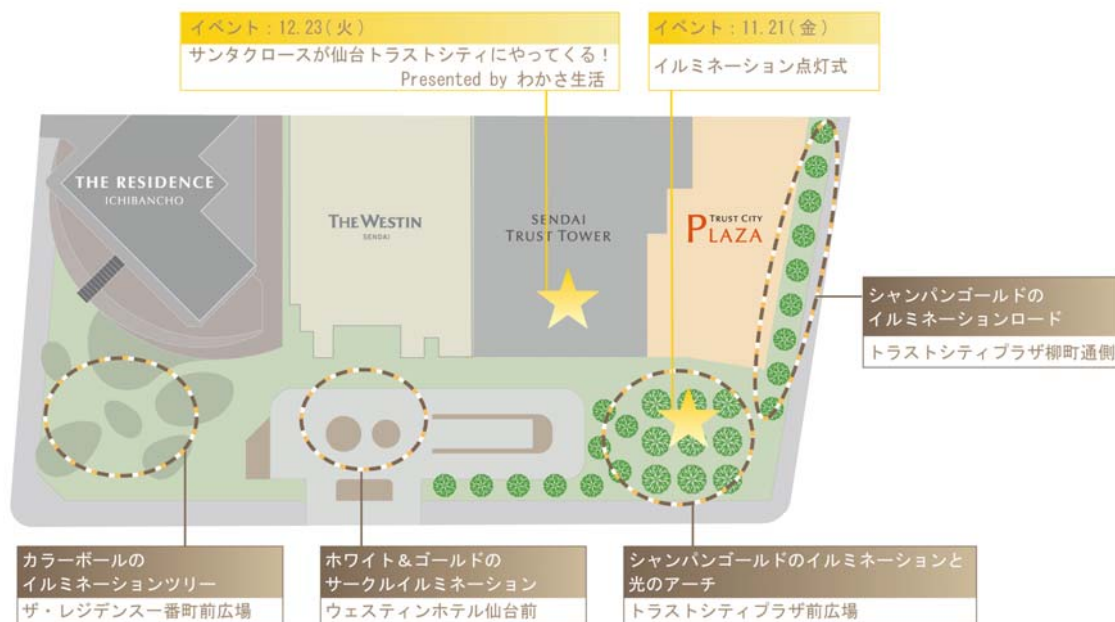 イベント：12.23(火)
サンタクロースが仙台トラストシティにやってくる！
Presented by わかさ生活
イベント：11.21(金)
イルミネーション点灯式
THE RESIDENCE
ICHIBANCHO
THE WESTIN
SENDAI
SENDAI
TRUST TOWER
TRUST CITY
PLAZA
シャンパンゴールドの
イルミネーションロード
トラストシティプラザ柳町通側
カラーボールの
イルミネーションツリー
ザ・レジデンス一番町前広場
ホワイト＆ゴールドの
サークルイルミネーション
ウェスティンホテル仙台前
シャンパンゴールドのイルミネーションと
光のアーチ
トラストシティプラザ前広場